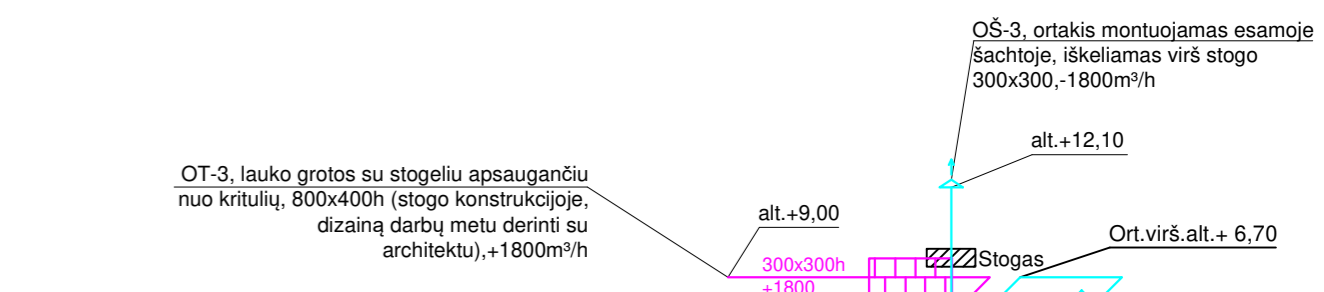 OŠ-3, ortakis montuojamas esamoje
šachtoje, iškeliamas virš stogo
300x300,-1800m³/h
alt.+12,10
OT-3, lauko grotos su stogeliu apsaugančiu
nuo kritulių, 800x400h (stogo konstrukcijoje,
dizainą darbų metu derinti su
architektu),+1800m³/h
alt.+9,00
Ort.virš.alt.+ 6,70
Stogas
300x300h
+1800